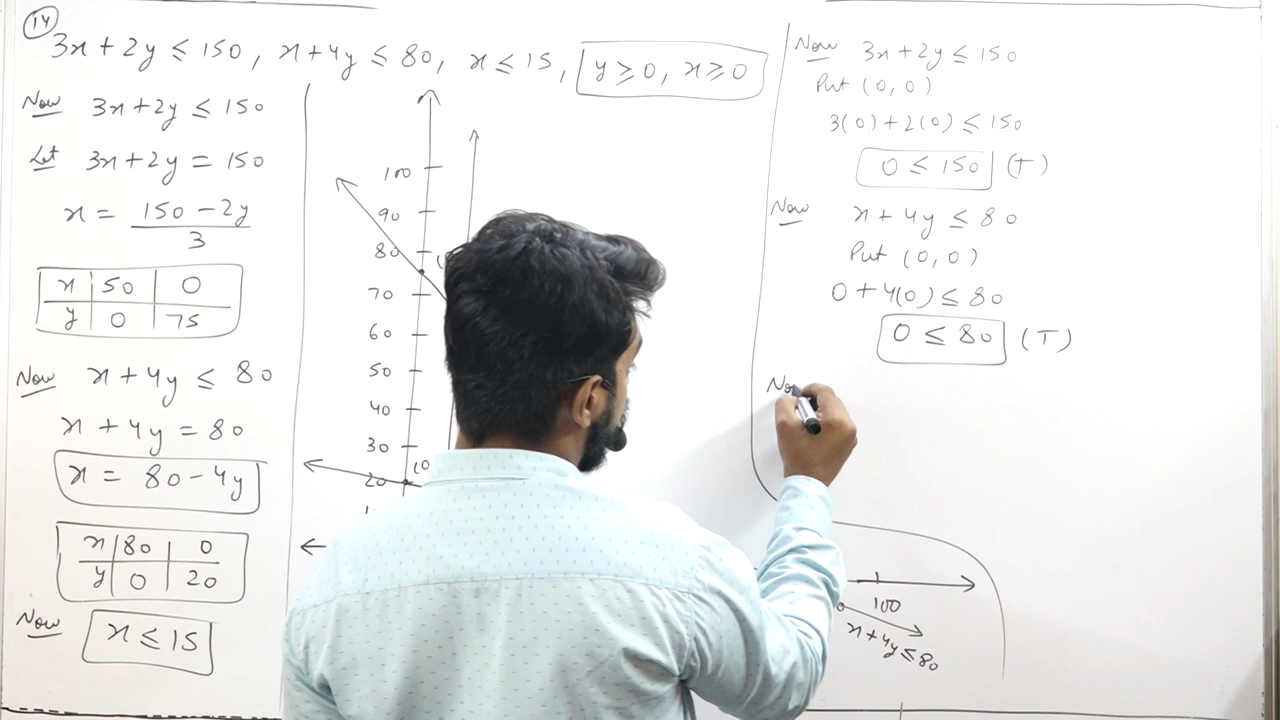 14
3x + 2y ≤ 150, x + 4y ≤ 80, x ≤ 15, y ≥ 0, x ≥ 0
Now 3x + 2y ≤ 150
Let 3x + 2y = 150
x = 150 - 2y / 3
x 50 0
y 0 75
Now x + 4y ≤ 80
x + 4y = 80
x = 80 - 4y
x 80 0
y 0 20
Now x ≤ 15
100
90
80
70
60
50
40
30
20
100
x + 4y ≤ 80
Now 3x + 2y ≤ 150
Put (0, 0)
3(0) + 2(0) ≤ 150
0 ≤ 150 (T)
Now x + 4y ≤ 80
Put (0, 0)
0 + 4(0) ≤ 80
0 ≤ 80 (T)